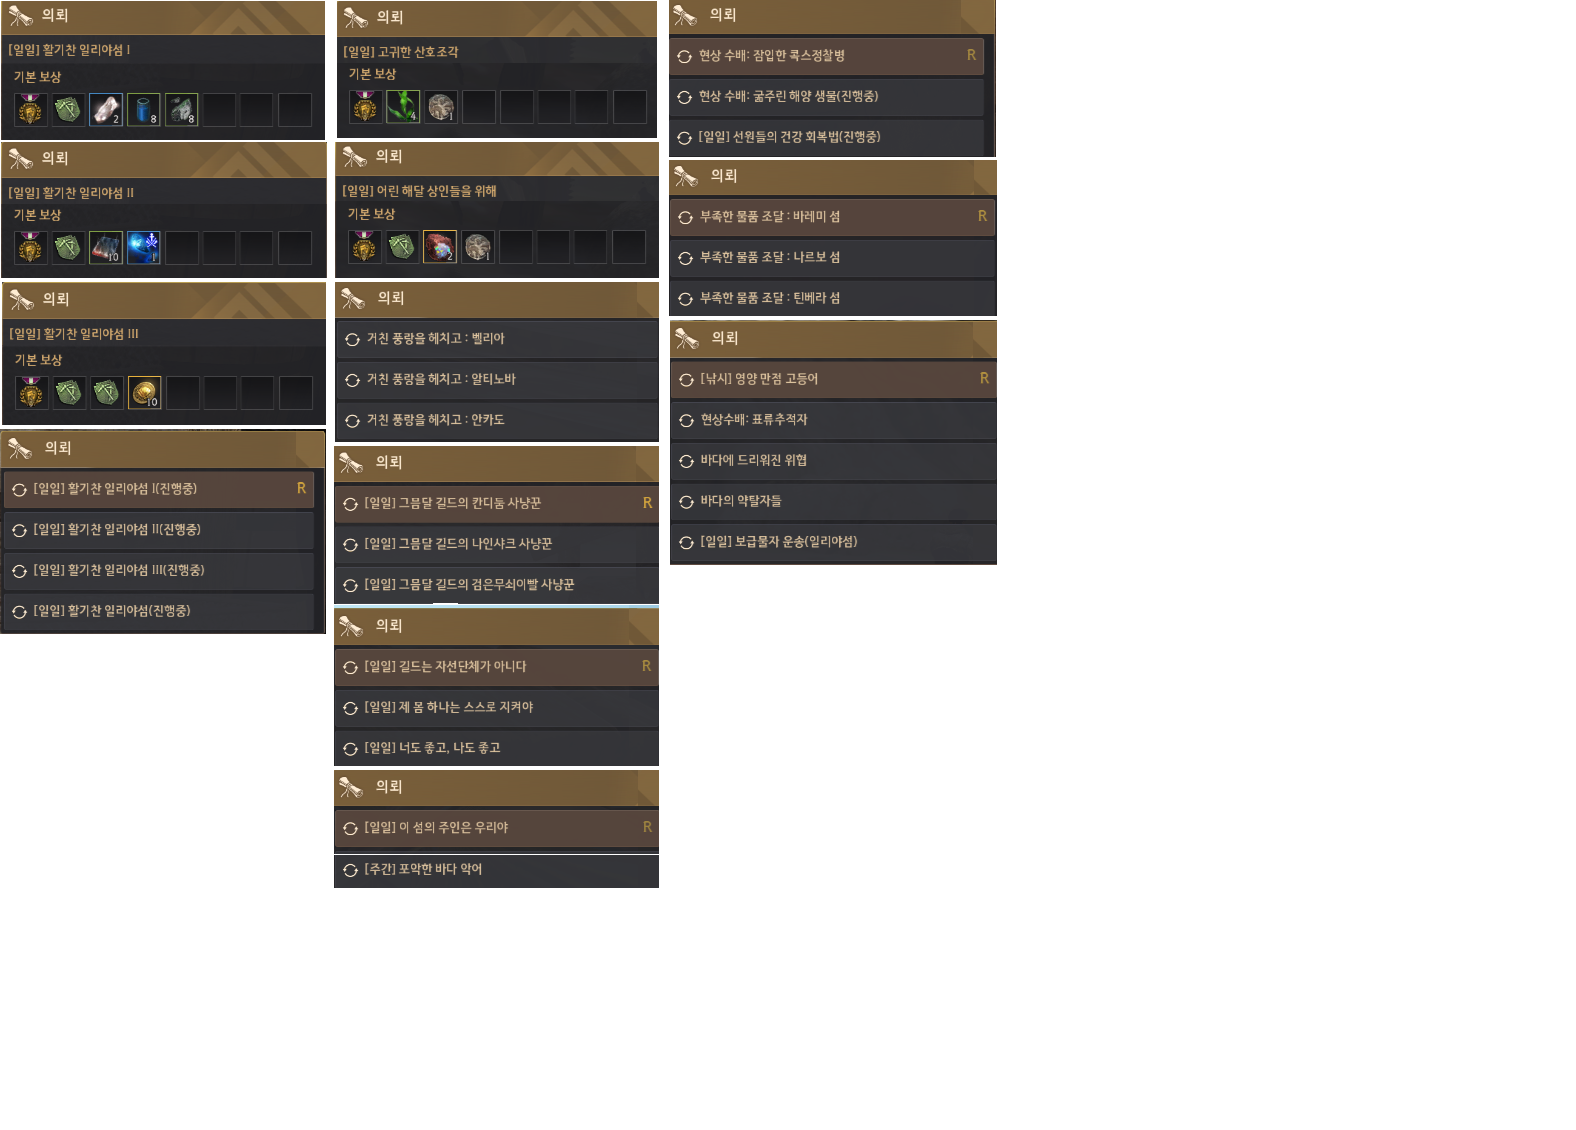 의뢰
[일일] 활기찬 일리야섬 I
기본 보상
2
8
8
의뢰
[일일] 활기찬 일리야섬 II
기본 보상
10
1
의뢰
[일일] 활기찬 일리야섬 III
기본 보상
10
의뢰
[일일] 활기찬 일리야섬 I(진행중) R
[일일] 활기찬 일리야섬 II(진행중)
[일일] 활기찬 일리야섬 III(진행중)
[일일] 활기찬 일리야섬(진행중)
의뢰
[일일] 고귀한 산호 조각
기본 보상
4
1
의뢰
[일일] 어린 해달 상인들을 위해
기본 보상
2
1
의뢰
거친 풍랑을 헤치고 : 벨리아
거친 풍랑을 헤치고 : 알티노바
거친 풍랑을 헤치고 : 안카도
의뢰
[일일] 그믐달 길드의 칸디둠 사냥꾼 R
[일일] 그믐달 길드의 나인샤크 사냥꾼
[일일] 그믐달 길드의 검은무쇠이빨 사냥꾼
의뢰
[일일] 길드는 자선단체가 아니다 R
[일일] 제 몸 하나는 스스로 지켜야
[일일] 너도 좋고, 나도 좋고
의뢰
[일일] 이 섬의 주인은 우리야 R
[주간] 포악한 바다 악어
의뢰
현상 수배: 잠입한 콕스정찰병 R
현상 수배: 굶주린 해양 생물(진행중)
[일일] 선원들의 건강 회복법(진행중)
의뢰
부족한 물품 조달 : 바레미 섬 R
부족한 물품 조달 : 나르보 섬
부족한 물품 조달 : 틴베라 섬
의뢰
[낚시] 영양 만점 고등어 R
현상수배: 표류추적자
바다에 드리워진 위협
바다의 약탈자들
[일일] 보급물자 운송(일리야섬)